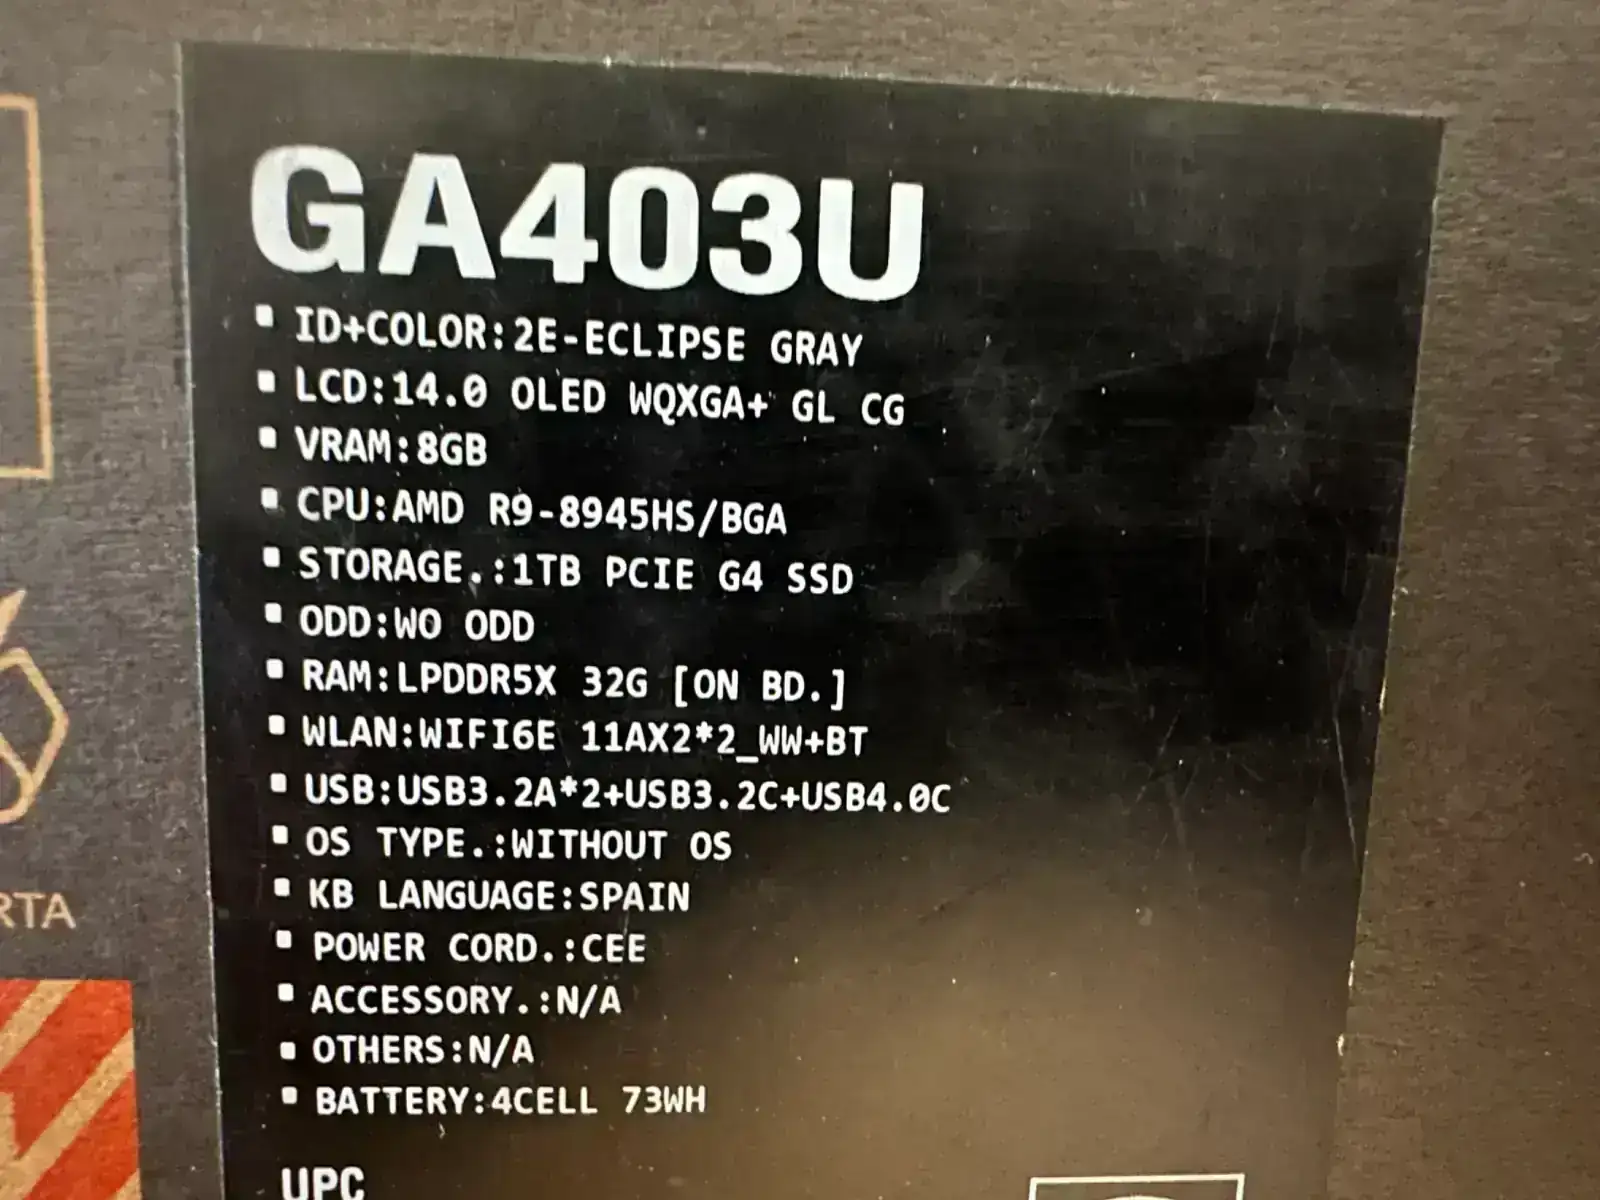 GA403U
▪ ID+COLOR:2E-ECLIPSE GRAY
▪ LCD:14.0 OLED WQXGA+ GL CG
▪ VRAM:8GB
▪ CPU:AMD R9-8945HS/BGA
▪ STORAGE.:1TB PCIE G4 SSD
▪ ODD:WO ODD
▪ RAM:LPDDR5X 32G [ON BD.]
▪ WLAN:WIFI6E 11AX2*2_WW+BT
▪ USB:USB3.2A*2+USB3.2C+USB4.0C
▪ OS TYPE.:WITHOUT OS
▪ KB LANGUAGE:SPAIN
▪ POWER CORD.:CEE
▪ ACCESSORY.:N/A
▪ OTHERS:N/A
▪ BATTERY:4CELL 73WH
UPC